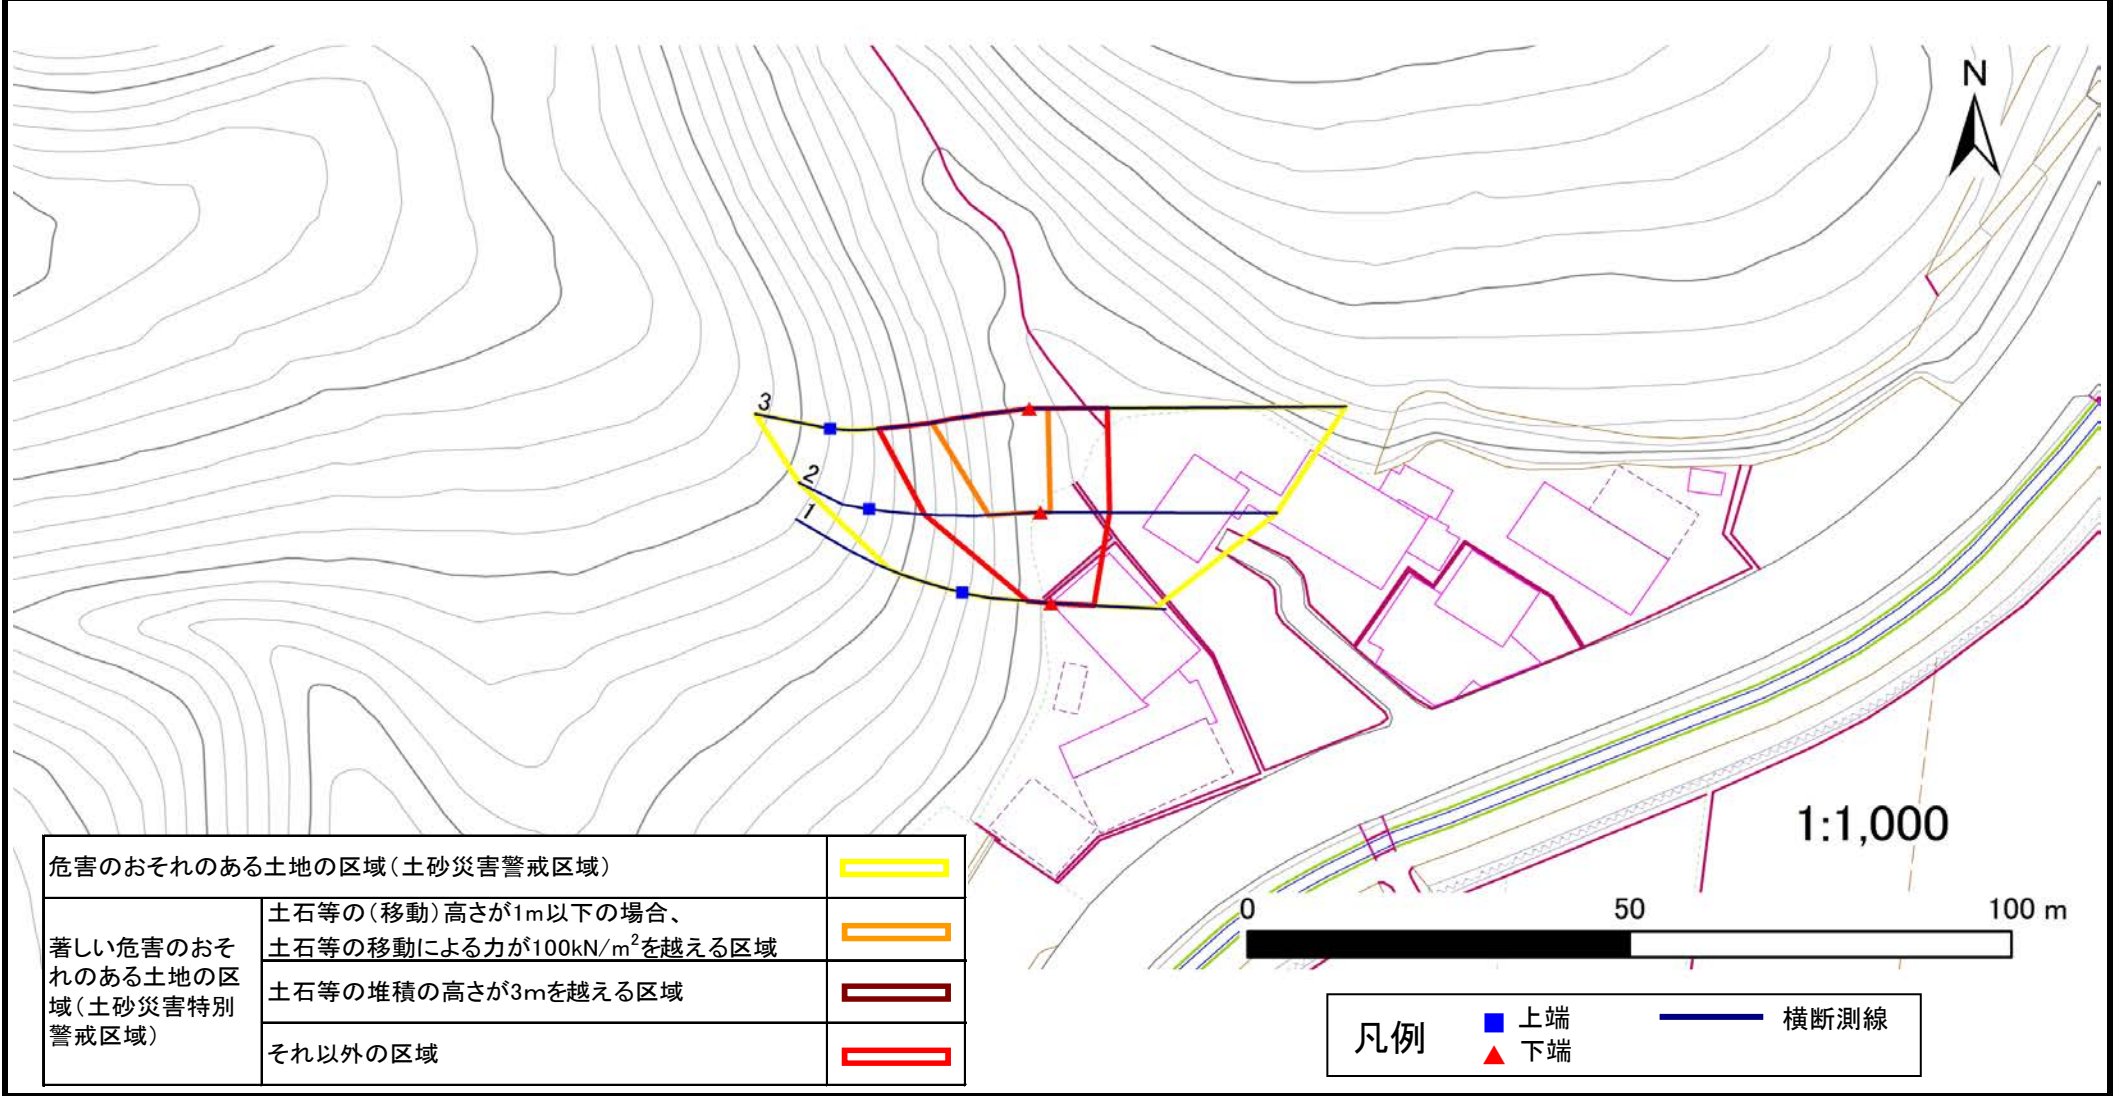 N
3
2
1
1:1,000
0 50 100 m
危害のおそれのある土地の区域(土砂災害警戒区域)
著しい危害のおそ
れのある土地の区
域(土砂災害特別
警戒区域)
土石等の(移動)高さが1m以下の場合、
土石等の移動による力が100kN/m²を越える区域
土石等の堆積の高さが3mを越える区域
それ以外の区域
凡例
上端
下端
横断測線